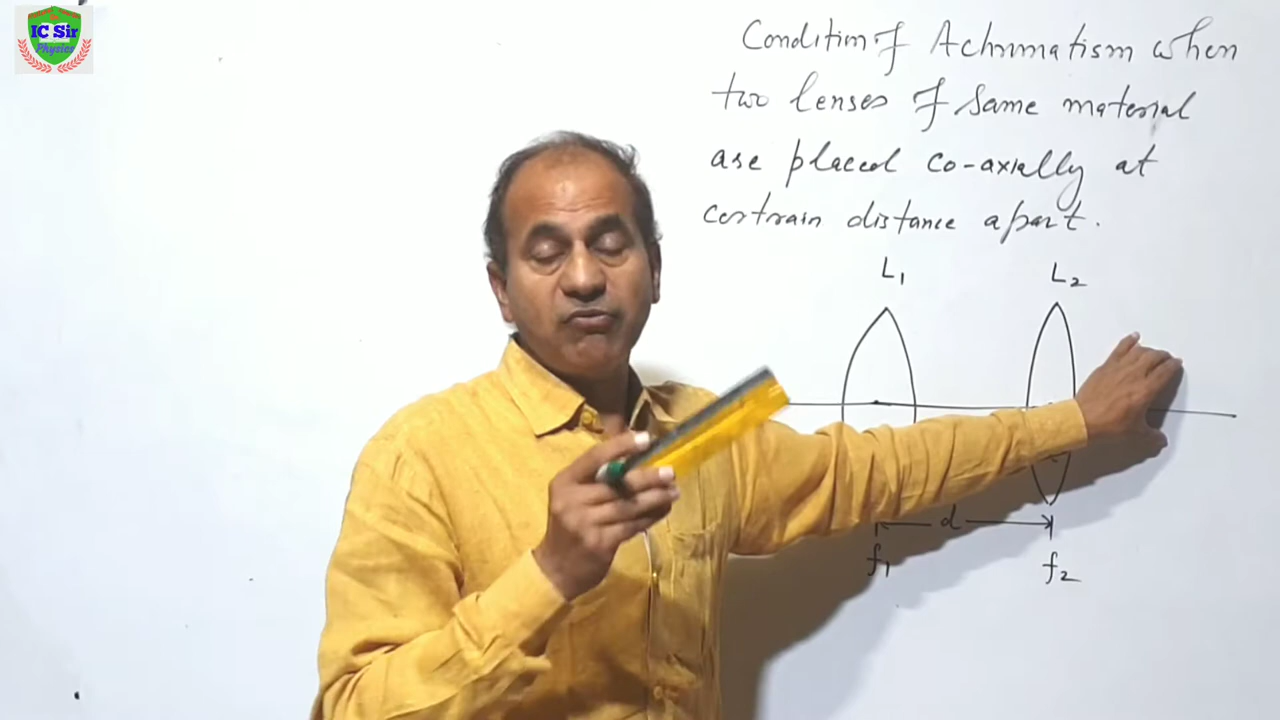 IC Sir
Physics
Condition of Achromatism when
two lenses of same material
are placed co-axially at
certrain distance apart.
L1 L2
d
f1 f2